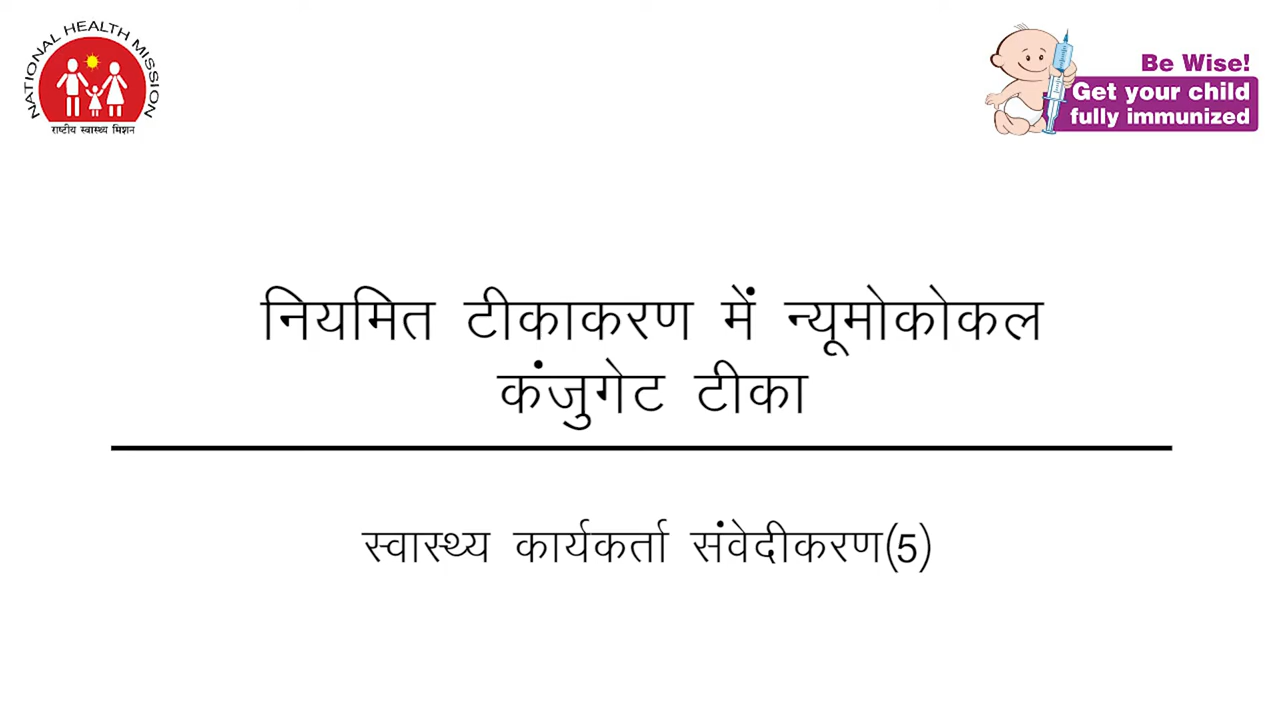 NATIONAL HEALTH MISSION
राष्ट्रीय स्वास्थ्य मिशन
Be Wise!
Get your child
fully immunized
नियमित टीकाकरण में न्यूमोकोकल
कंजुगेट टीका
स्वास्थ्य कार्यकर्ता संवेदीकरण(5)